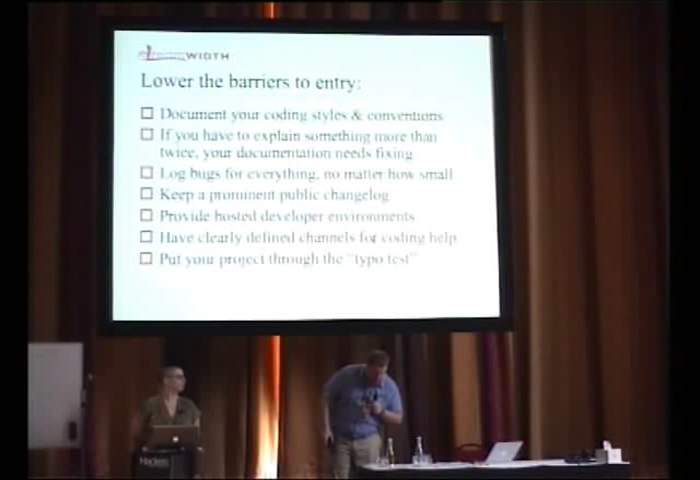 WIDTH
Lower the barriers to entry:
Document your coding styles & conventions
If you have to explain something more than
twice, your documentation needs fixing
Log bugs for everything, no matter how small
Keep a prominent public changelog
Provide hosted developer environments
Have clearly defined channels for coding help
Put your project through the "typo test"